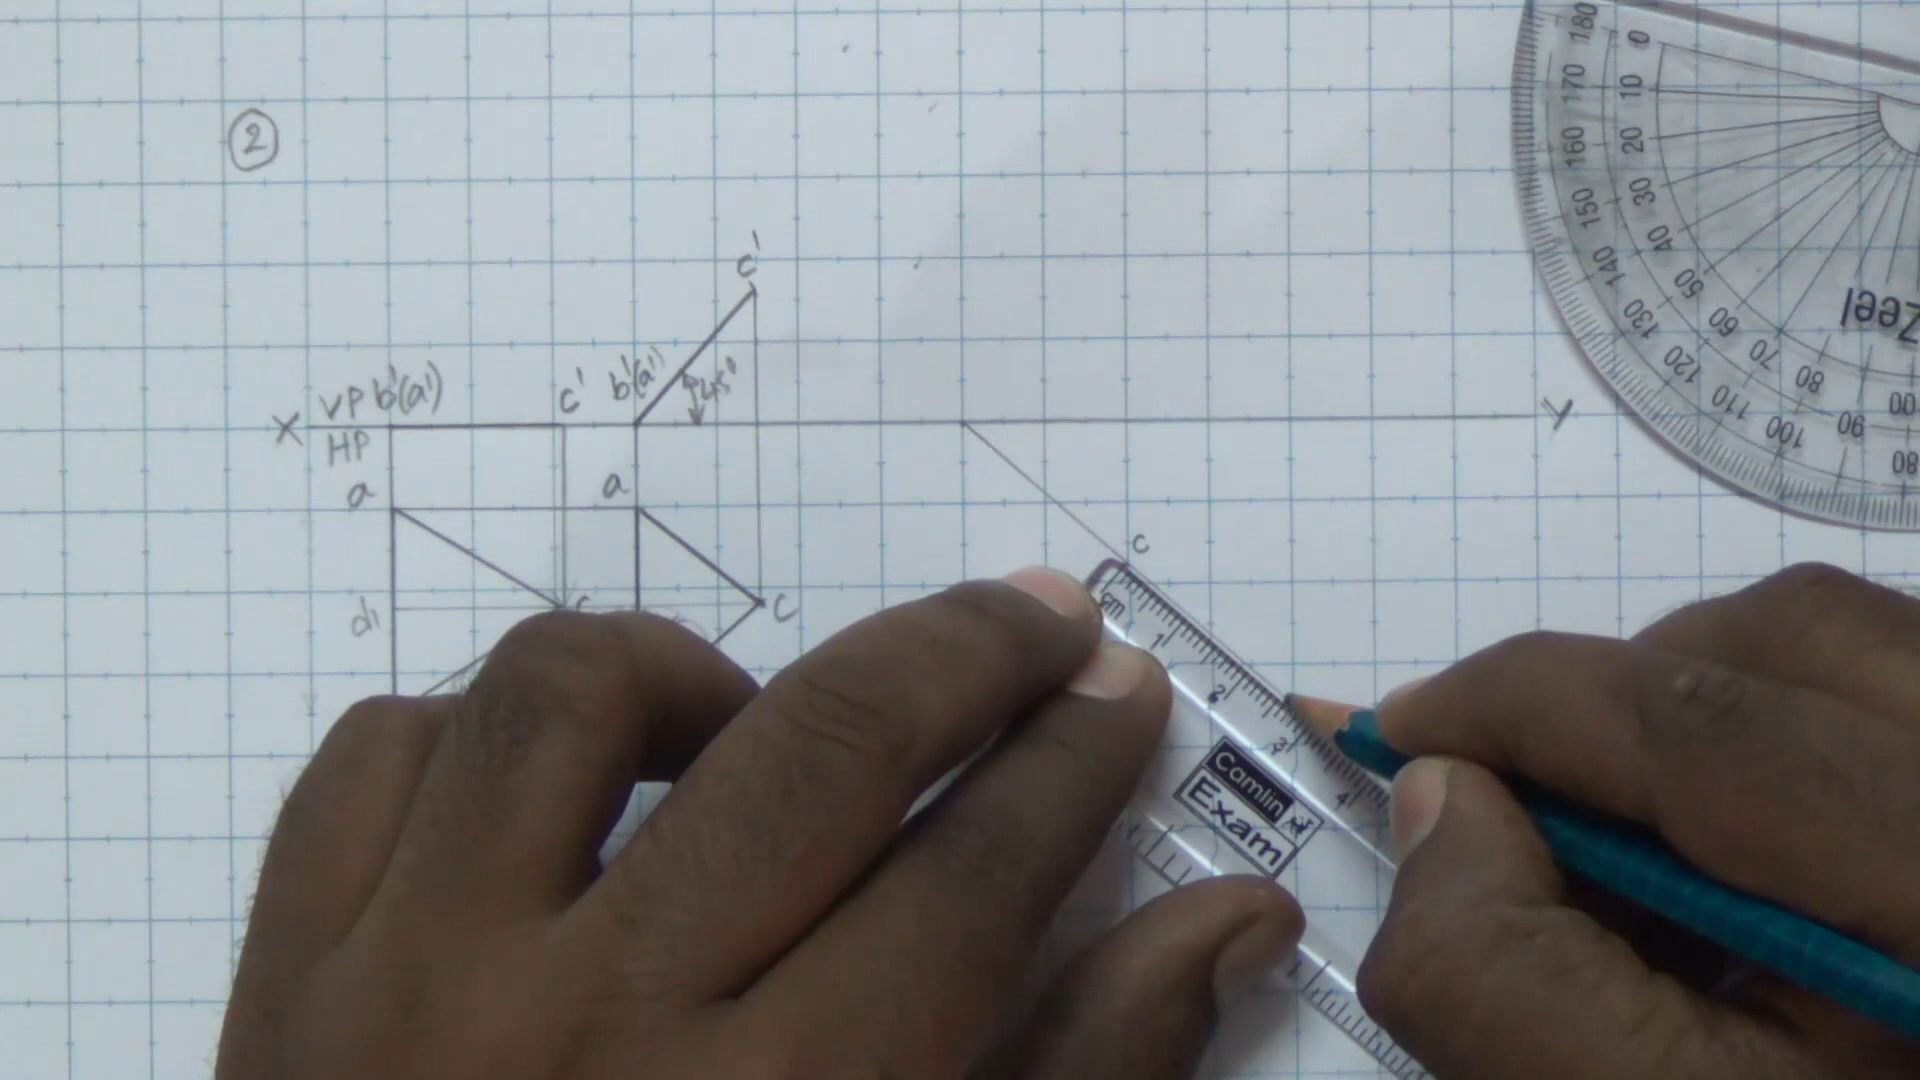 2
c'
X VP b'(a') c' b'(a') 45° Y
HP
a a
c
d1 c c
cm 1 2 3 4
Camlin
Exam
180 170 160 150 140 130 120 110 100 90 80
0 10 20 30 40 50 60 70 80 90 100
Zeel